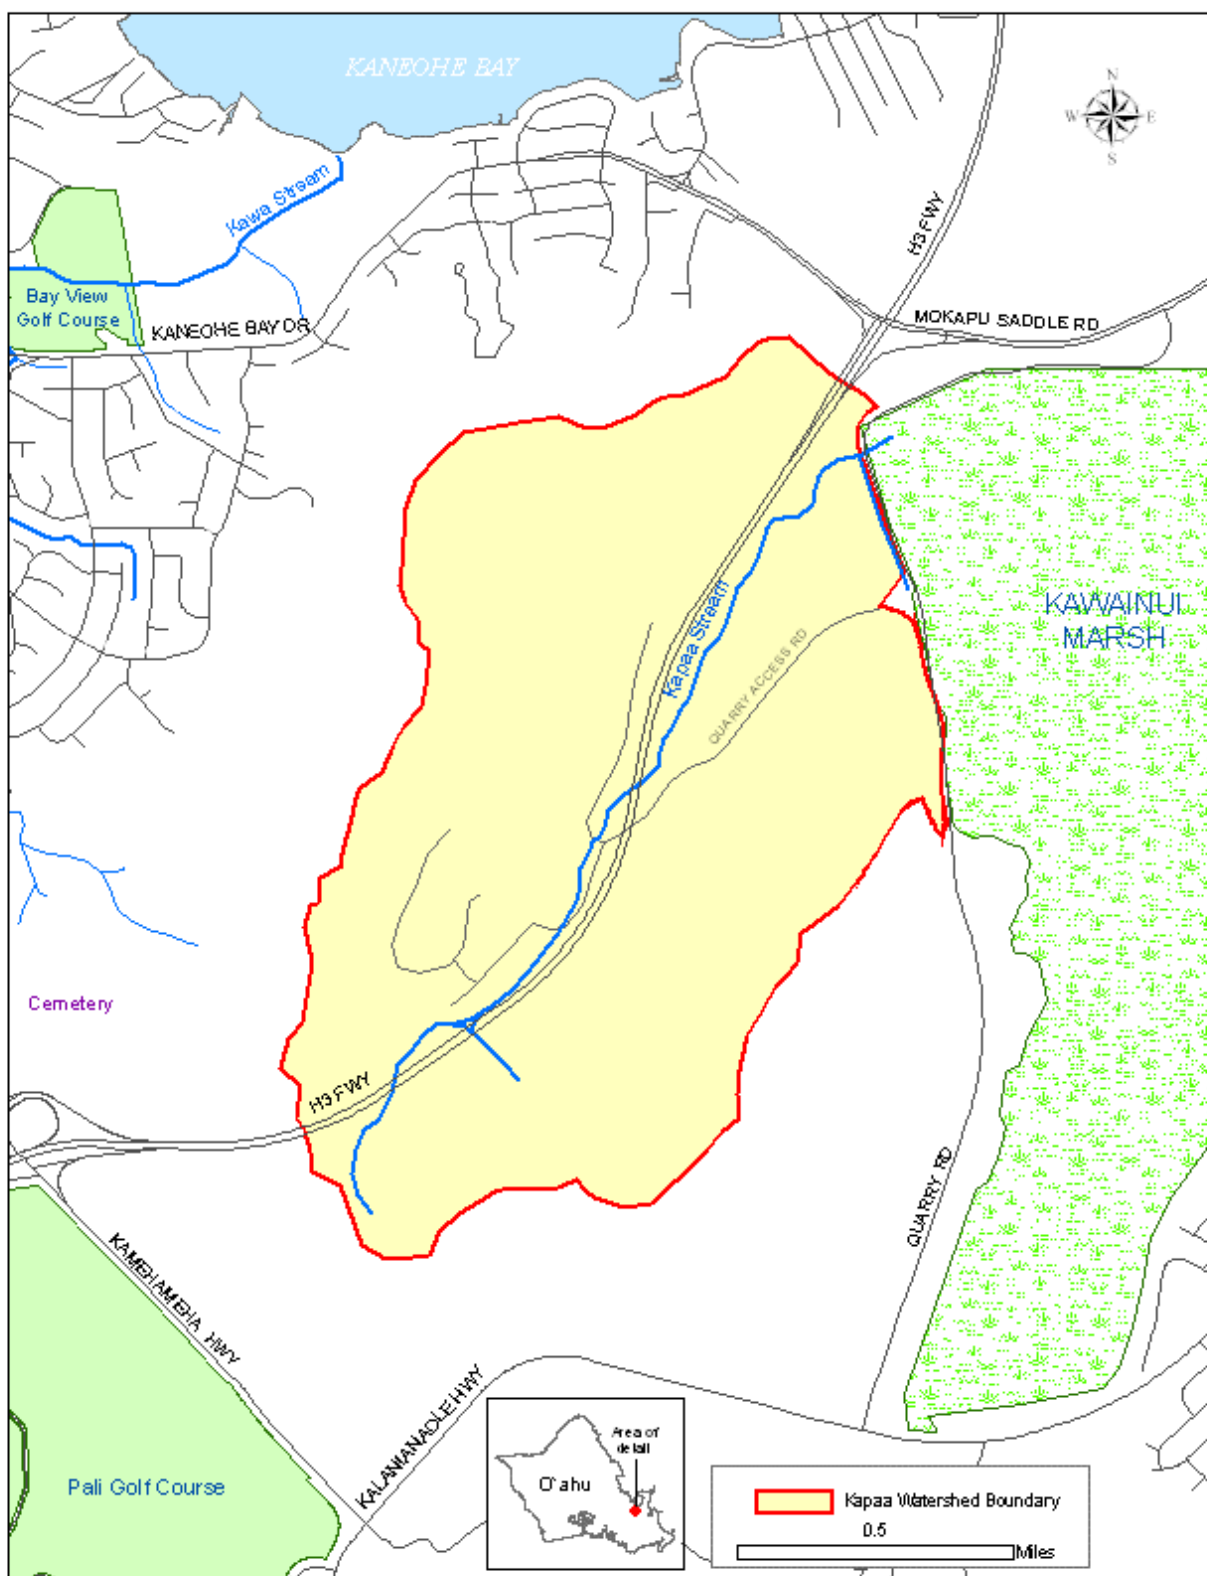 KANEOHE BAY
N
W
E
S
Kawa Stream
H3 FWY
Bay View
Golf Course
KANEOHE BAY DR
MOKAPU SADDLE RD
Kapaa Stream
KAWAINUI
MARSH
QUARRY ACCESS RD
Cemetery
H3 FWY
QUARRY RD
KAMEHAMEHA HWY
KALANIANAOLE HWY
Area of
detail
O'ahu
Pali Golf Course
Kapaa Watershed Boundary
0.5
Miles